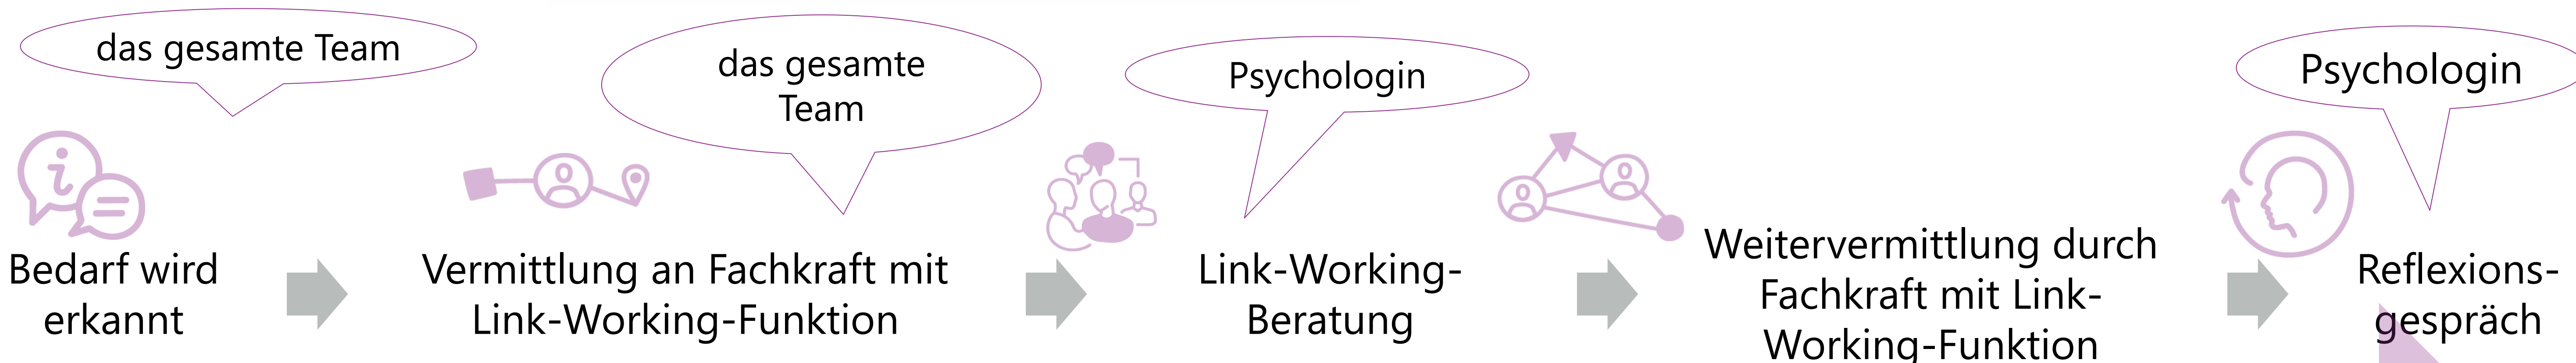 das gesamte Team
das gesamte
Team
Psychologin
Psychologin
Bedarf wird
erkannt
Vermittlung an Fachkraft mit
Link-Working-Funktion
Link-Working-
Beratung
Weitervermittlung durch
Fachkraft mit Link-
Working-Funktion
Reflexions-
gespräch